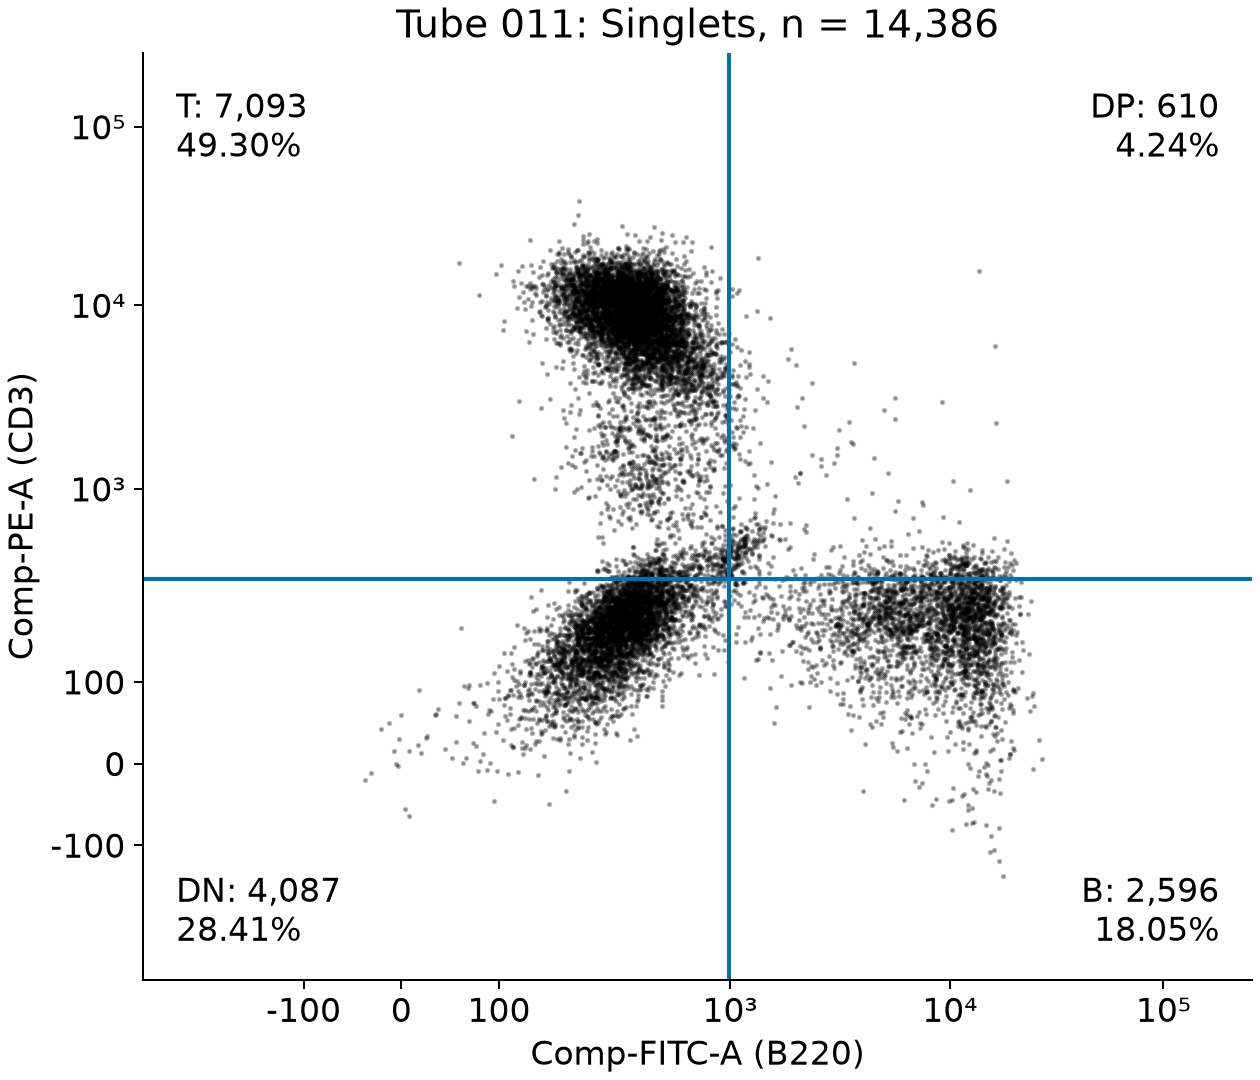 Tube 011: Singlets, n = 14,386
T: 7,093
49.30%
DP: 610
4.24%
10⁵
10⁴
10³
100
0
-100
Comp-PE-A (CD3)
DN: 4,087
28.41%
B: 2,596
18.05%
-100
0
100
10³
10⁴
10⁵
Comp-FITC-A (B220)